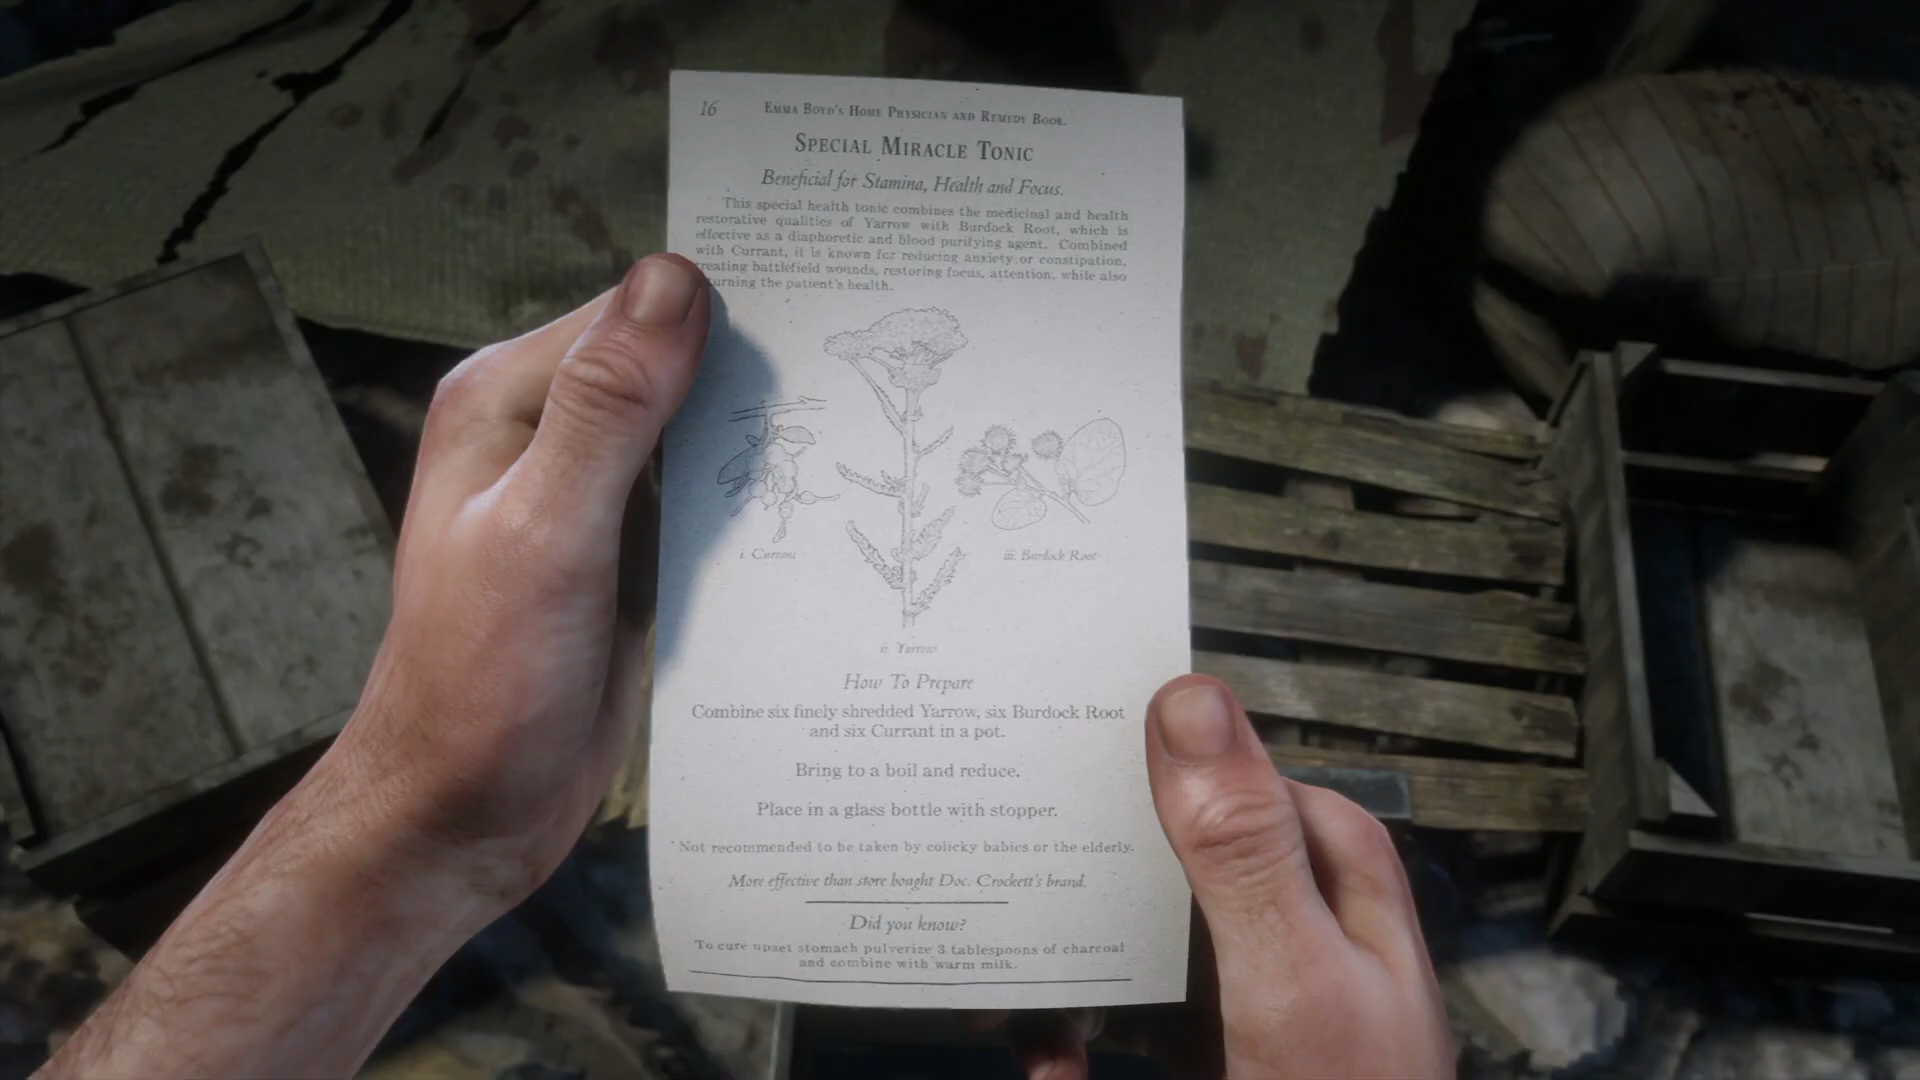 16
EMMA BOYD'S HOME PHYSICIAN AND REMEDY BOOK.
SPECIAL MIRACLE TONIC
Beneficial for Stamina, Health and Focus.
This special health tonic combines the medicinal and health
restorative qualities of Yarrow with Burdock Root, which is
effective as a diaphoretic and blood purifying agent. Combined
with Currant, it is known for reducing anxiety or constipation,
treating battlefield wounds, restoring focus, attention, while also
the patient's health.
i. Currant
iii. Burdock Root
ii. Yarrow
How To Prepare
Combine six finely shredded Yarrow, six Burdock Root
and six Currant in a pot.
Bring to a boil and reduce.
Place in a glass bottle with stopper.
*Not recommended to be taken by colicky babies or the elderly.
More effective than store bought Doc. Crockett's brand.
Did you know?
To cure upset stomach pulverize 3 tablespoons of charcoal
and combine with warm milk.